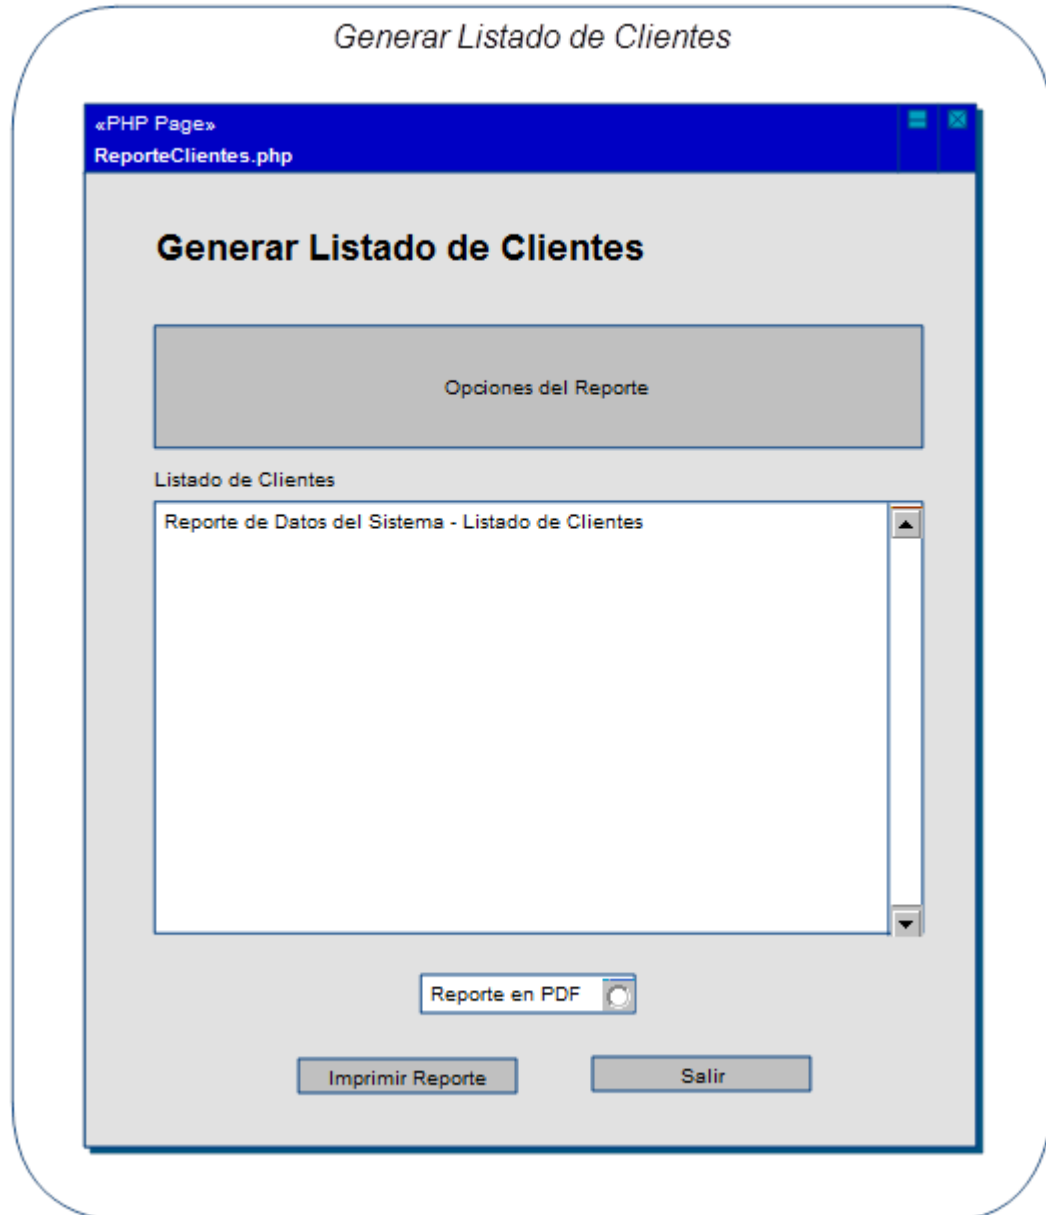 Generar Listado de Clientes
«PHP Page»
ReporteClientes.php
Generar Listado de Clientes
Opciones del Reporte
Listado de Clientes
Reporte de Datos del Sistema - Listado de Clientes
Reporte en PDF
Imprimir Reporte
Salir